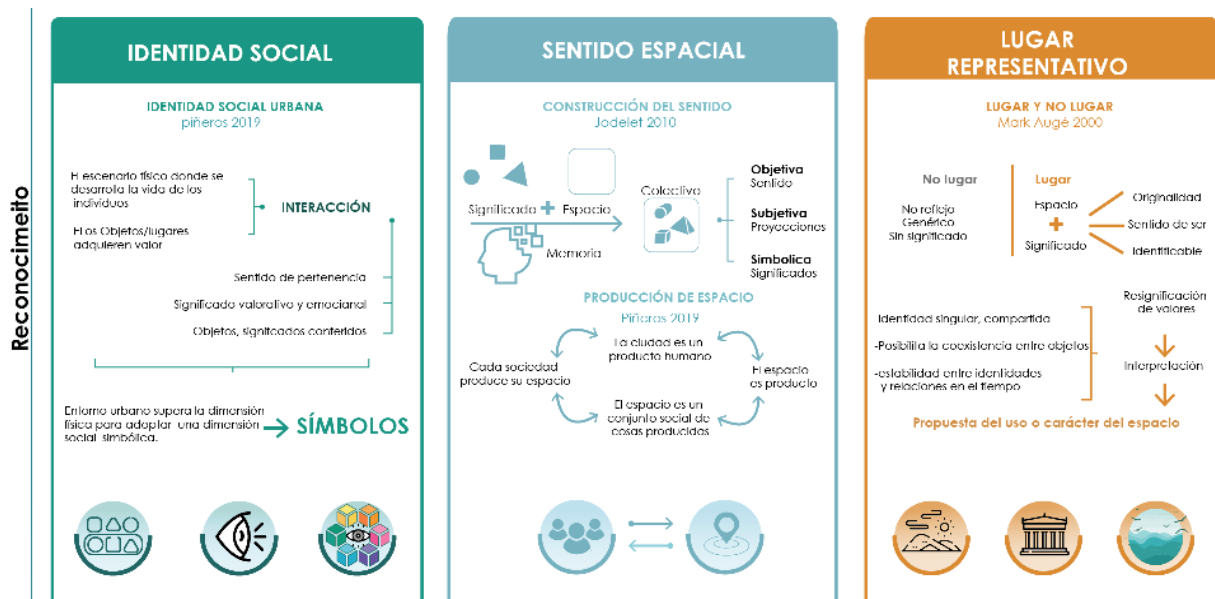 Reconocimeito
IDENTIDAD SOCIAL
IDENTIDAD SOCIAL URBANA
piñeros 2019
El escenario físico donde se
desarrolla la vida de los
individuos
El os Objetos/lugares
adquieren valor
INTERACCIÓN
Sentido de pertenencia
Significado valorativo y emocianal
Objetos, significados conferidos
Entorno urbano supera la dimensión
física para adoptar una dimensión
social simbólica.
SÍMBOLOS
SENTIDO ESPACIAL
CONSTRUCCIÓN DEL SENTIDO
Jodelet 2010
Significado + Espacio
Memoria
Colectivo
Objetiva
Sentido
Subjetiva
Proyecciones
Simbolica
Significados
PRODUCCIÓN DE ESPACIO
Piñeros 2019
La ciudad es un
producto humano
Cada sociedad
produce su espacio
El espacio
es producto
El espacio es un
conjunto social de
cosas producidas
LUGAR
REPRESENTATIVO
LUGAR Y NO LUGAR
Mark Augé 2000
No lugar
No refleja
Genérico
Sin significado
Lugar
Espacio
+
Significado
Originalidad
Sentido de ser
Identificable
Identidad singular, compartida
-Posibilita la coexistencia entre objetos
-estabilidad entre identidades
y relaciones en el tiempo
Resignificación
de valores
Interpretación
Propuesta del uso o carácter del espacio